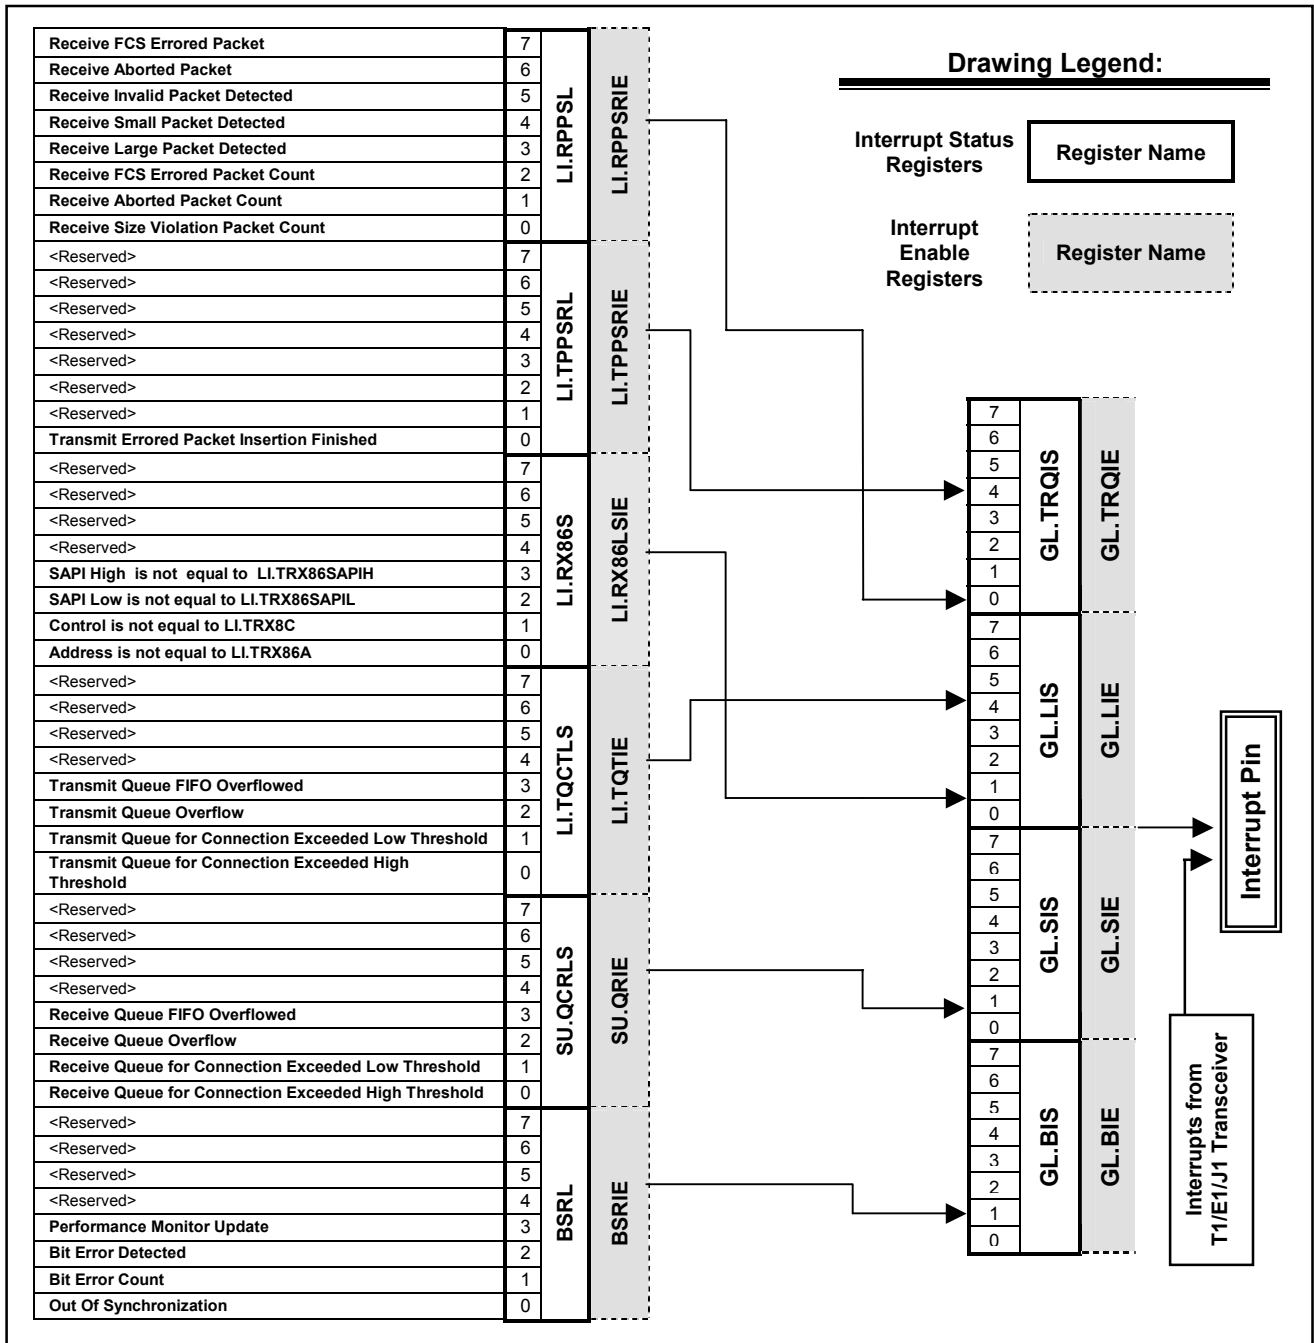 Receive FCS Errored Packet 7
Receive Aborted Packet 6
Receive Invalid Packet Detected 5
Receive Small Packet Detected 4
Receive Large Packet Detected 3
Receive FCS Errored Packet Count 2
Receive Aborted Packet Count 1
Receive Size Violation Packet Count 0
LI.RPPSL
LI.RPPSRIE
<Reserved> 7
<Reserved> 6
<Reserved> 5
<Reserved> 4
<Reserved> 3
<Reserved> 2
<Reserved> 1
Transmit Errored Packet Insertion Finished 0
LI.TPPSRL
LI.TPPSRIE
<Reserved> 7
<Reserved> 6
<Reserved> 5
<Reserved> 4
SAPI High is not equal to LI.TRX86SAPIH 3
SAPI Low is not equal to LI.TRX86SAPIL 2
Control is not equal to LI.TRX8C 1
Address is not equal to LI.TRX86A 0
LI.RX86S
LI.RX86LSIE
<Reserved> 7
<Reserved> 6
<Reserved> 5
<Reserved> 4
Transmit Queue FIFO Overflowed 3
Transmit Queue Overflow 2
Transmit Queue for Connection Exceeded Low Threshold 1
Transmit Queue for Connection Exceeded High
Threshold 0
LI.TQCTLS
LI.TQTIE
<Reserved> 7
<Reserved> 6
<Reserved> 5
<Reserved> 4
Receive Queue FIFO Overflowed 3
Receive Queue Overflow 2
Receive Queue for Connection Exceeded Low Threshold 1
Receive Queue for Connection Exceeded High Threshold 0
SU.QCRLS
SU.QRIE
<Reserved> 7
<Reserved> 6
<Reserved> 5
<Reserved> 4
Performance Monitor Update 3
Bit Error Detected 2
Bit Error Count 1
Out Of Synchronization 0
BSRL
BSRIE
Drawing Legend:
Interrupt Status
Registers
Register Name
Interrupt
Enable
Registers
Register Name
7
6
5
4
3
2
1
0
GL.TRQIS
GL.TRQIE
7
6
5
4
3
2
1
0
GL.LIS
GL.LIE
7
6
5
4
3
2
1
0
GL.SIS
GL.SIE
7
6
5
4
3
2
1
0
GL.BIS
GL.BIE
Interrupt Pin
Interrupts from
T1/E1/J1 Transceiver